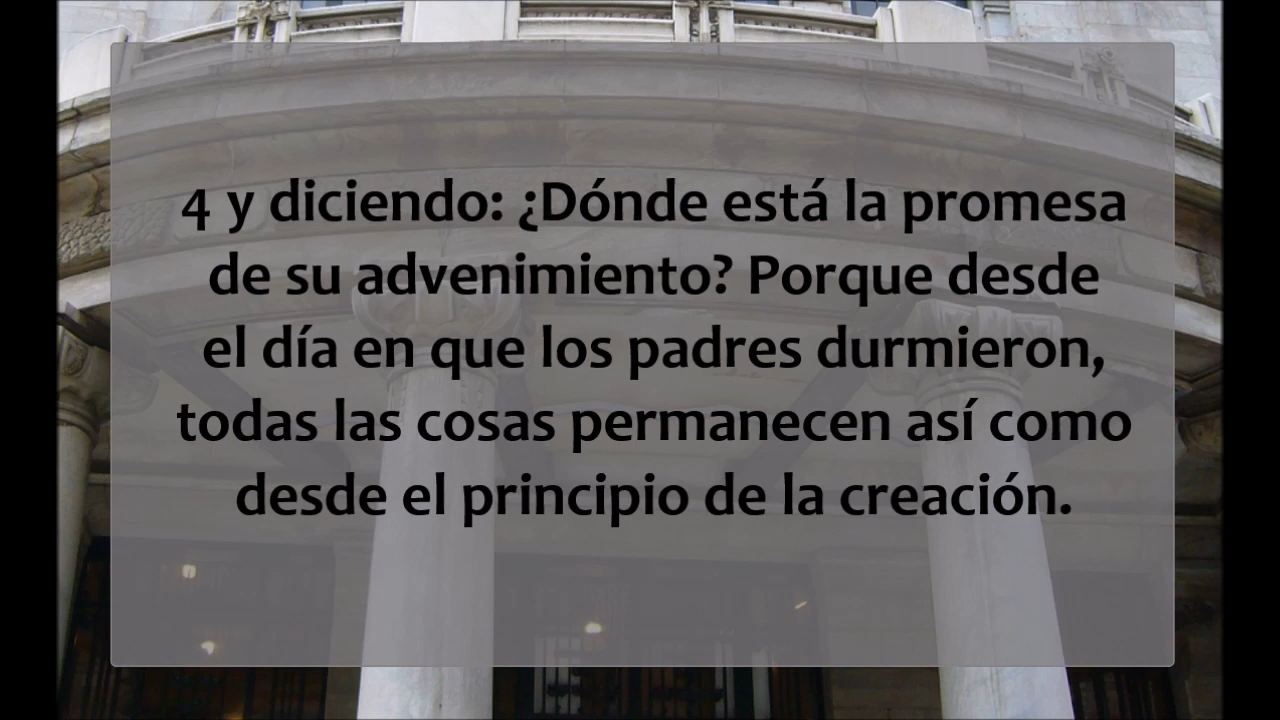 4 y diciendo: ¿Dónde está la promesa
de su advenimiento? Porque desde
el día en que los padres durmieron,
todas las cosas permanecen así como
desde el principio de la creación.